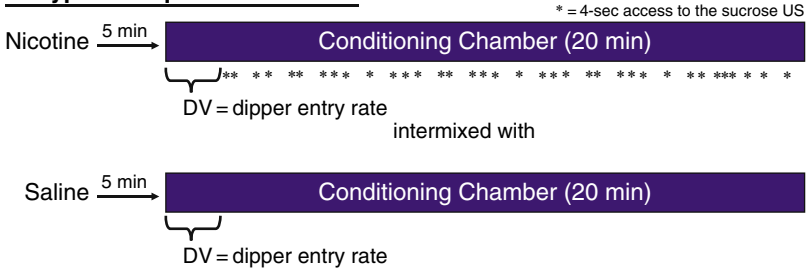 * = 4-sec access to the sucrose US
Nicotine 5 min Conditioning Chamber (20 min)
** ** ** *** * *** ** *** * *** ** *** * ** *** * * *
DV = dipper entry rate
intermixed with
Saline 5 min Conditioning Chamber (20 min)
DV = dipper entry rate